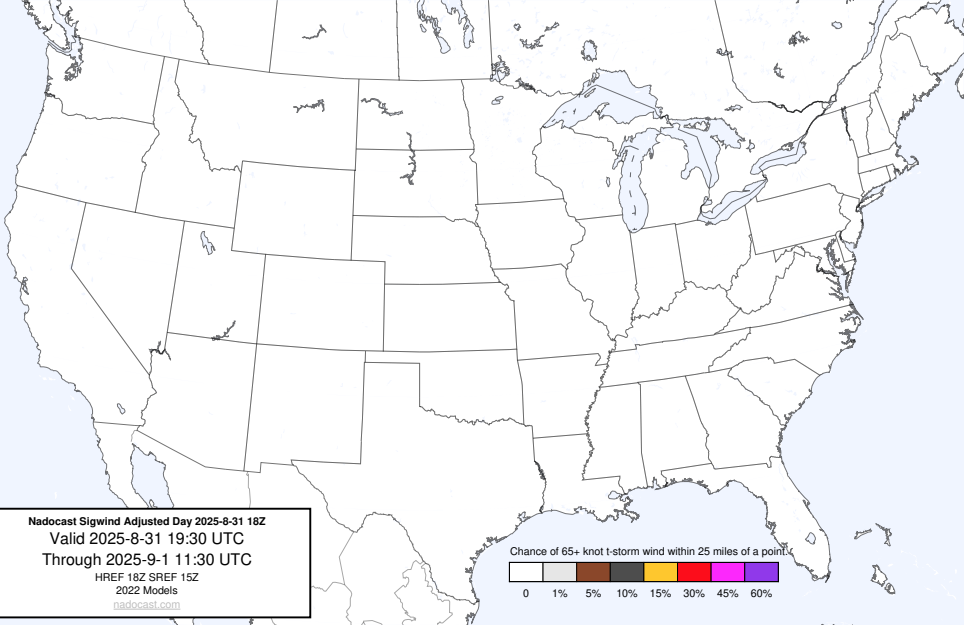 Nadocast Sigwind Adjusted Day 2025-8-31 18Z
Valid 2025-8-31 19:30 UTC
Through 2025-9-1 11:30 UTC
HREF 18Z SREF 15Z
2022 Models
nadocast.com
Chance of 65+ knot t-storm wind within 25 miles of a point.
0 1% 5% 10% 15% 30% 45% 60%